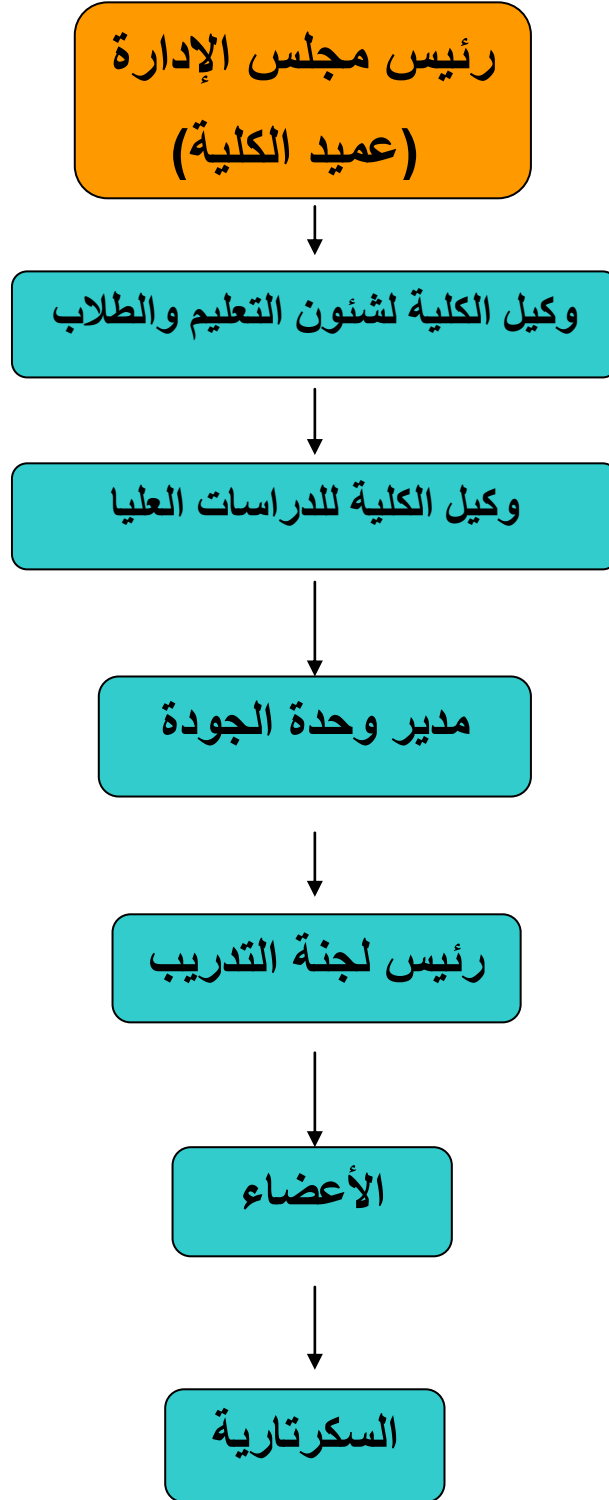 رئيس مجلس الإدارة
(عميد الكلية)
وكيل الكلية لشئون التعليم والطلاب
وكيل الكلية للدراسات العليا
مدير وحدة الجودة
رئيس لجنة التدريب
الأعضاء
السكرتارية